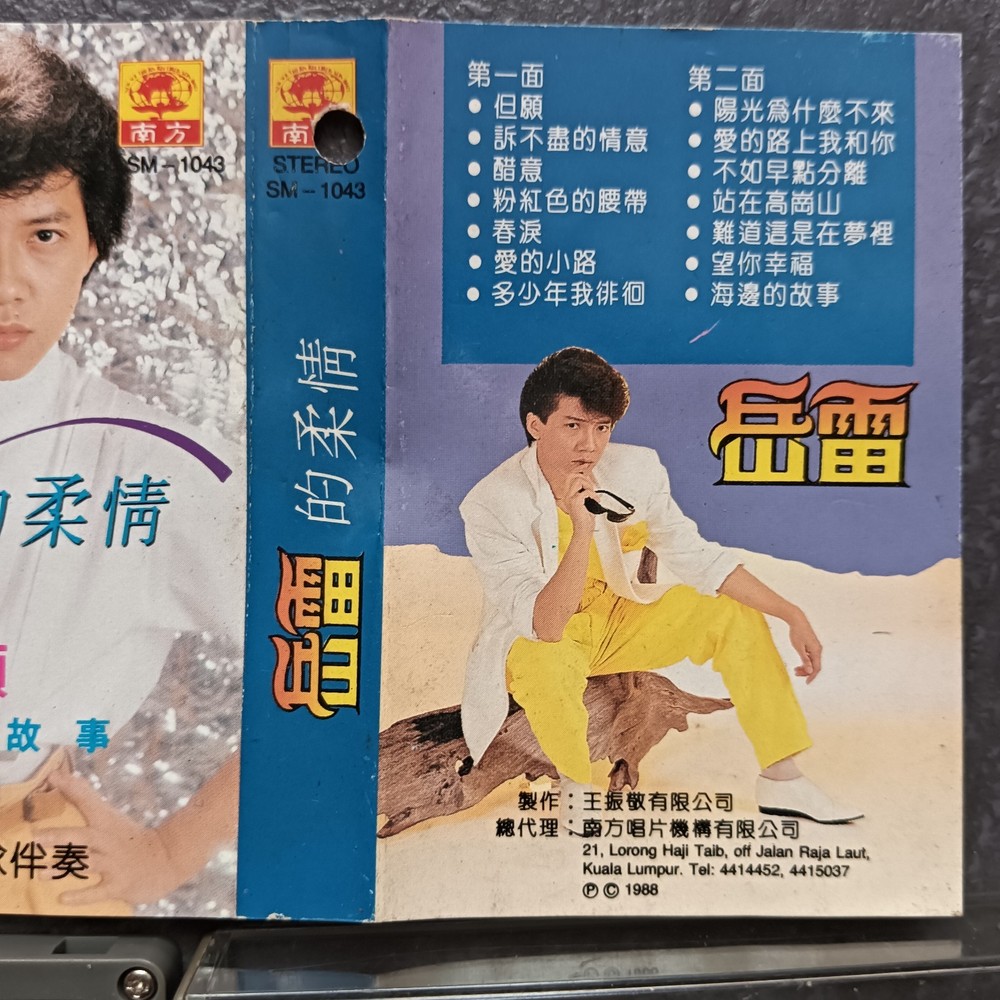 南方
SM-1043
的柔情
故事
伴奏
南
STEREO
SM-1043
岳雷
的柔情
第一面
• 但願
• 訴不盡的情意
• 醋意
• 粉紅色的腰帶
• 春淚
• 愛的小路
• 多少年我徘徊
第二面
• 陽光為什麼不來
• 愛的路上我和你
• 不如早點分離
• 站在高崗山
• 難道這是在夢裡
• 望你幸福
• 海邊的故事
岳雷
製作：王振敬有限公司
總代理：南方唱片機構有限公司
21, Lorong Haji Taib, off Jalan Raja Laut,
Kuala Lumpur. Tel: 4414452, 4415037
Ⓟ © 1988